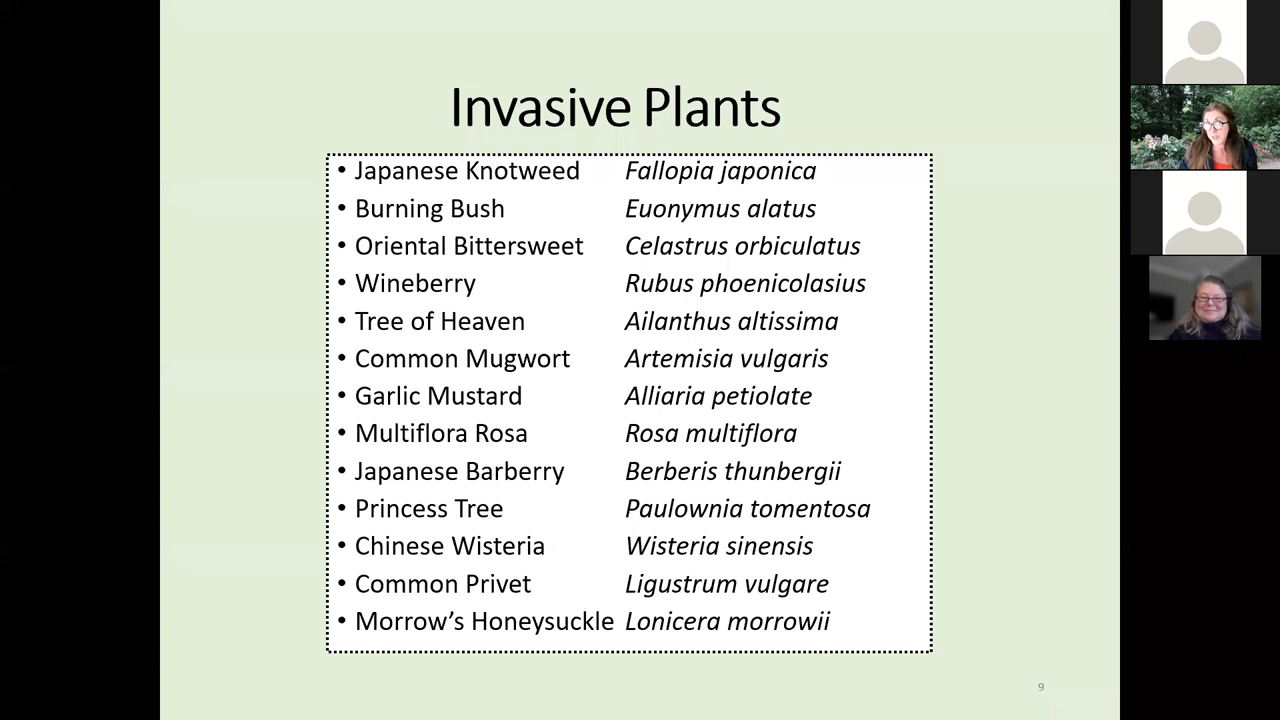 Invasive Plants
• Japanese Knotweed Fallopia japonica
• Burning Bush Euonymus alatus
• Oriental Bittersweet Celastrus orbiculatus
• Wineberry Rubus phoenicolasius
• Tree of Heaven Ailanthus altissima
• Common Mugwort Artemisia vulgaris
• Garlic Mustard Alliaria petiolate
• Multiflora Rosa Rosa multiflora
• Japanese Barberry Berberis thunbergii
• Princess Tree Paulownia tomentosa
• Chinese Wisteria Wisteria sinensis
• Common Privet Ligustrum vulgare
• Morrow’s Honeysuckle Lonicera morrowii
9